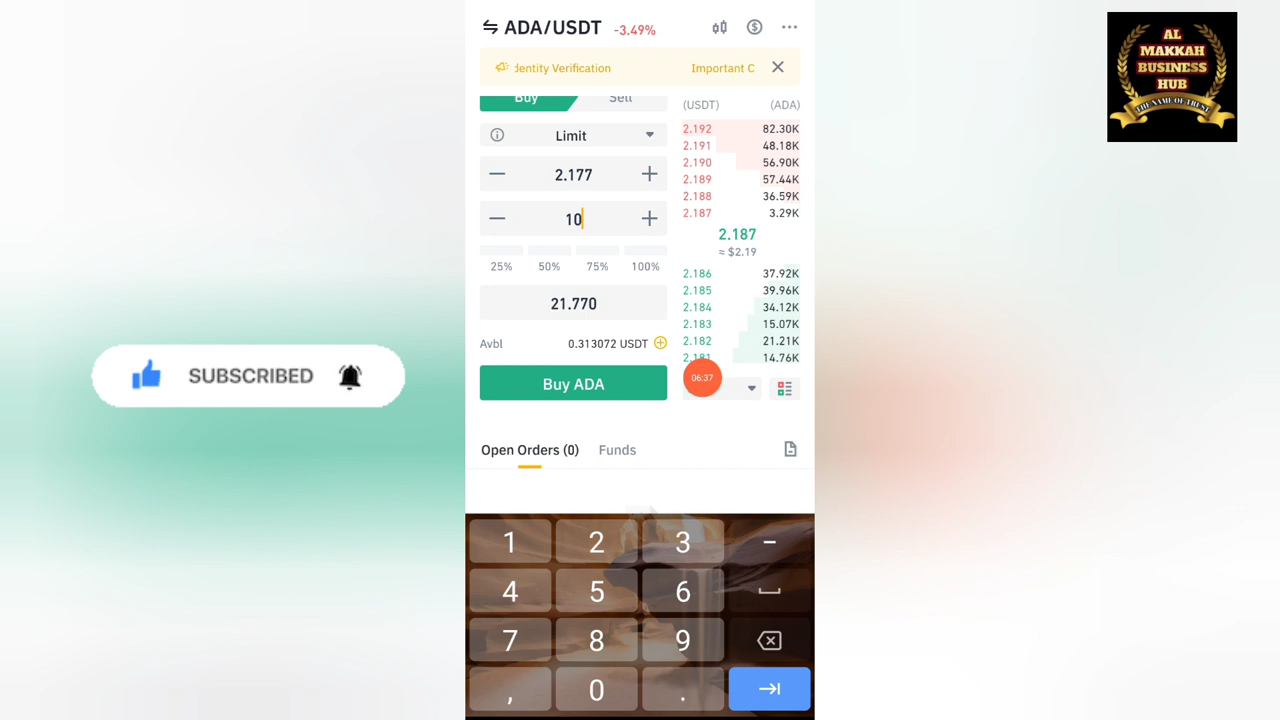 ADA/USDT -3.49%
dentity Verification Important C
Buy Sell
Limit
2.177
10
25% 50% 75% 100%
21.770
Avbl 0.313072 USDT
Buy ADA
(USDT) (ADA)
2.192 82.30K
2.191 48.18K
2.190 56.90K
2.189 57.44K
2.188 36.59K
2.187 3.29K
2.187
≈ $2.19
2.186 37.92K
2.185 39.96K
2.184 34.12K
2.183 15.07K
2.182 21.21K
2.181 14.76K
06:37
Open Orders (0) Funds
1 2 3 -
4 5 6
7 8 9
, 0 .
SUBSCRIBED
AL
MAKKAH
BUSINESS
HUB
THE NAME OF TRUST